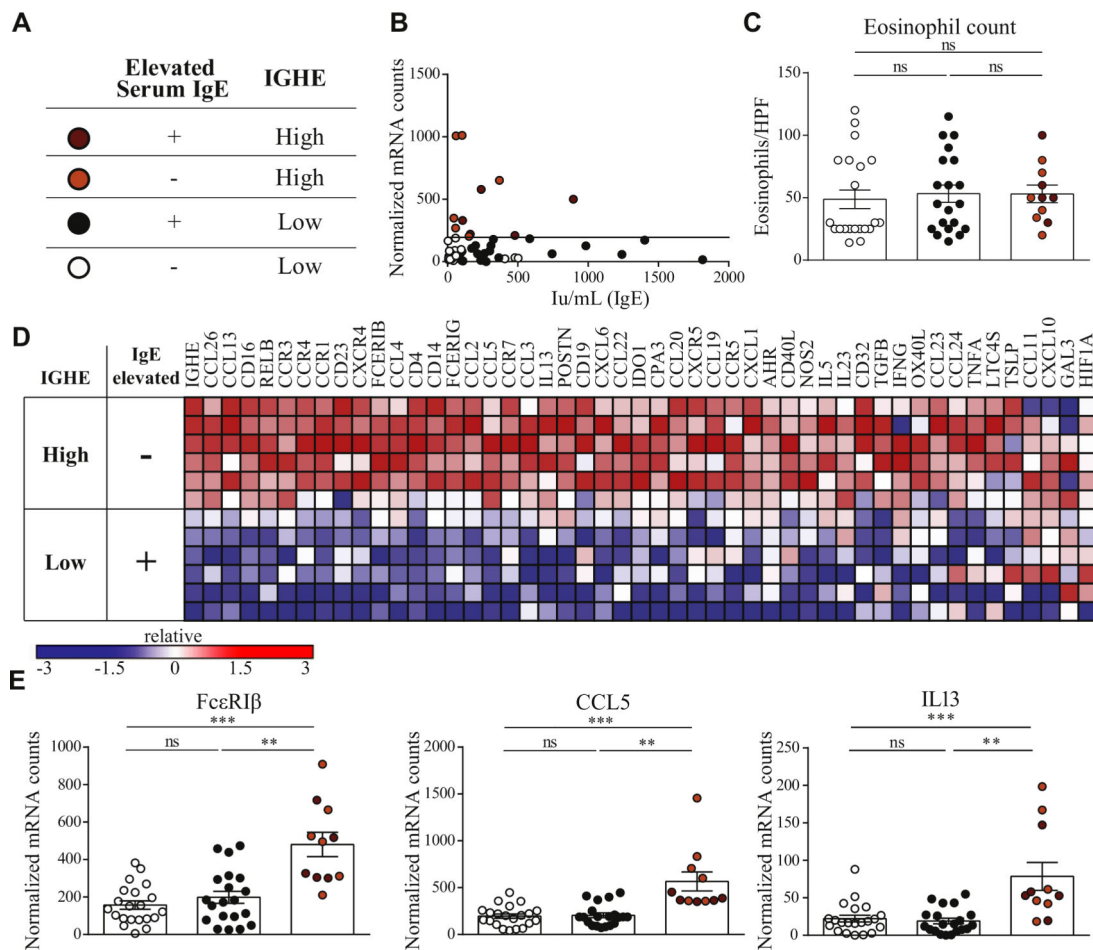 A
Elevated
Serum IgE
IGHE
+
High
-
High
+
Low
-
Low
B
Normalized mRNA counts
1500
1000
500
0
0
500
1000
1500
2000
Iu/mL (IgE)
C
Eosinophil count
ns
ns
ns
Eosinophils/HPF
150
100
50
0
D
IGHE
IgE
elevated
IGHE
CCL26
CCL13
CD16
RELB
CCR3
CCR4
CCR1
CD23
CXCR4
FCERIB
CCL4
CD4
CD14
FCERIG
CCL2
CCL5
CCR7
CCL3
IL13
POSTN
CD19
CXCL6
CCL22
IDO1
CPA3
CCL20
CXCR5
CCL19
CCR5
CXCL1
AHR
CD40L
NOS2
IL5
IL23
CD32
TGFB
IFNG
OX40L
CCL23
CCL24
TNFA
LTC4S
TSLP
CCL11
CXCL10
GAL3
HIF1A
High
-
Low
+
relative
-3
-1.5
0
1.5
3
E
FcεRIβ
***
ns
**
Normalized mRNA counts
1000
800
600
400
200
0
CCL5
***
ns
**
Normalized mRNA counts
2000
1500
1000
500
0
IL13
***
ns
**
Normalized mRNA counts
250
200
150
100
50
0